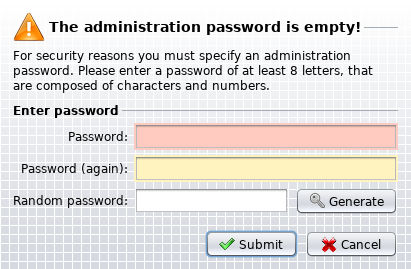 The administration password is empty!
For security reasons you must specify an administration
password. Please enter a password of at least 8 letters, that
are composed of characters and numbers.
Enter password
Password:
Password (again):
Random password:
Generate
Submit
Cancel